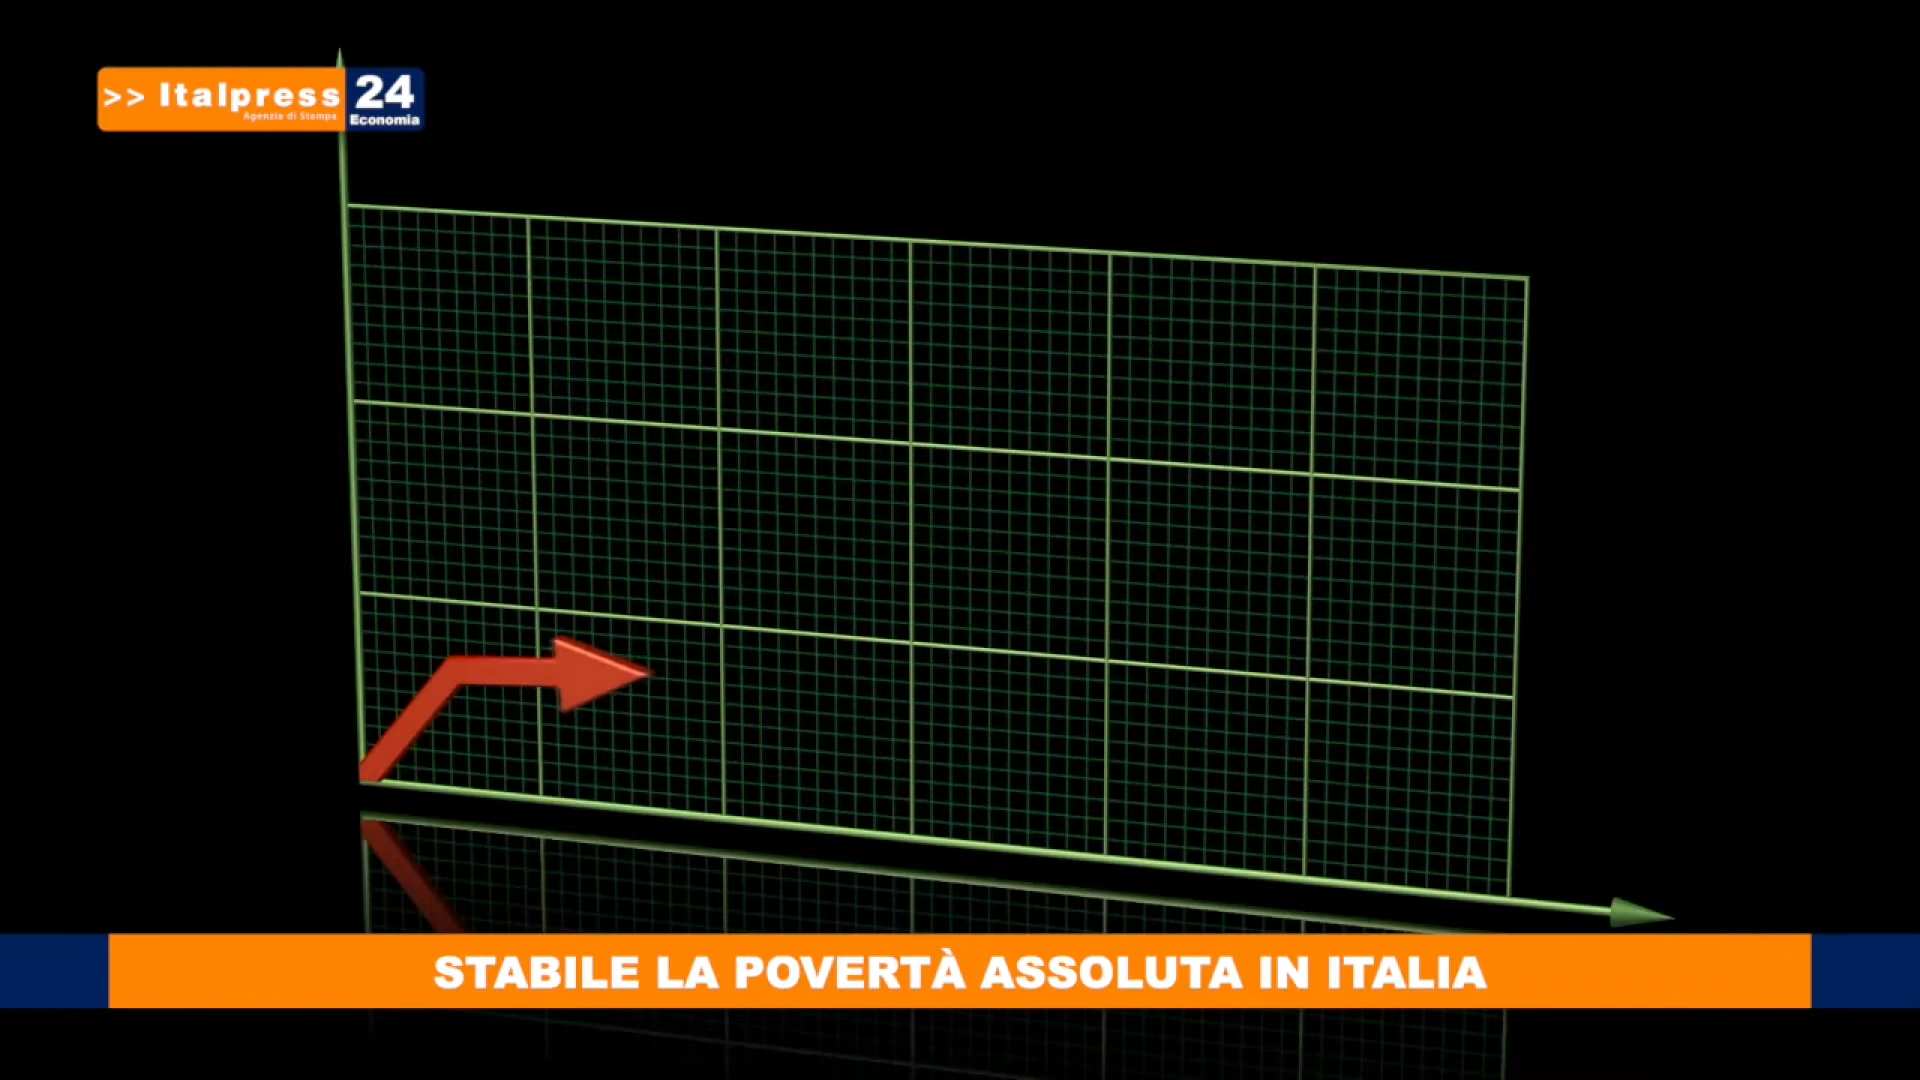 >> Italpress
Agenzia di Stampa
24
Economia
STABILE LA POVERTÀ ASSOLUTA IN ITALIA